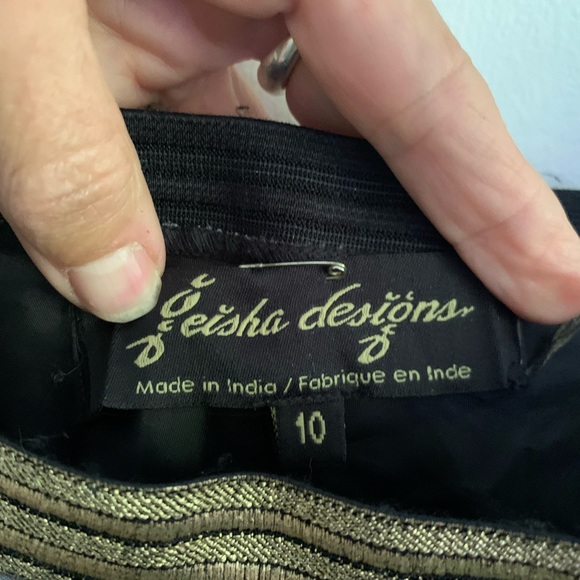 geisha designs
Made in India / Fabrique en Inde
10